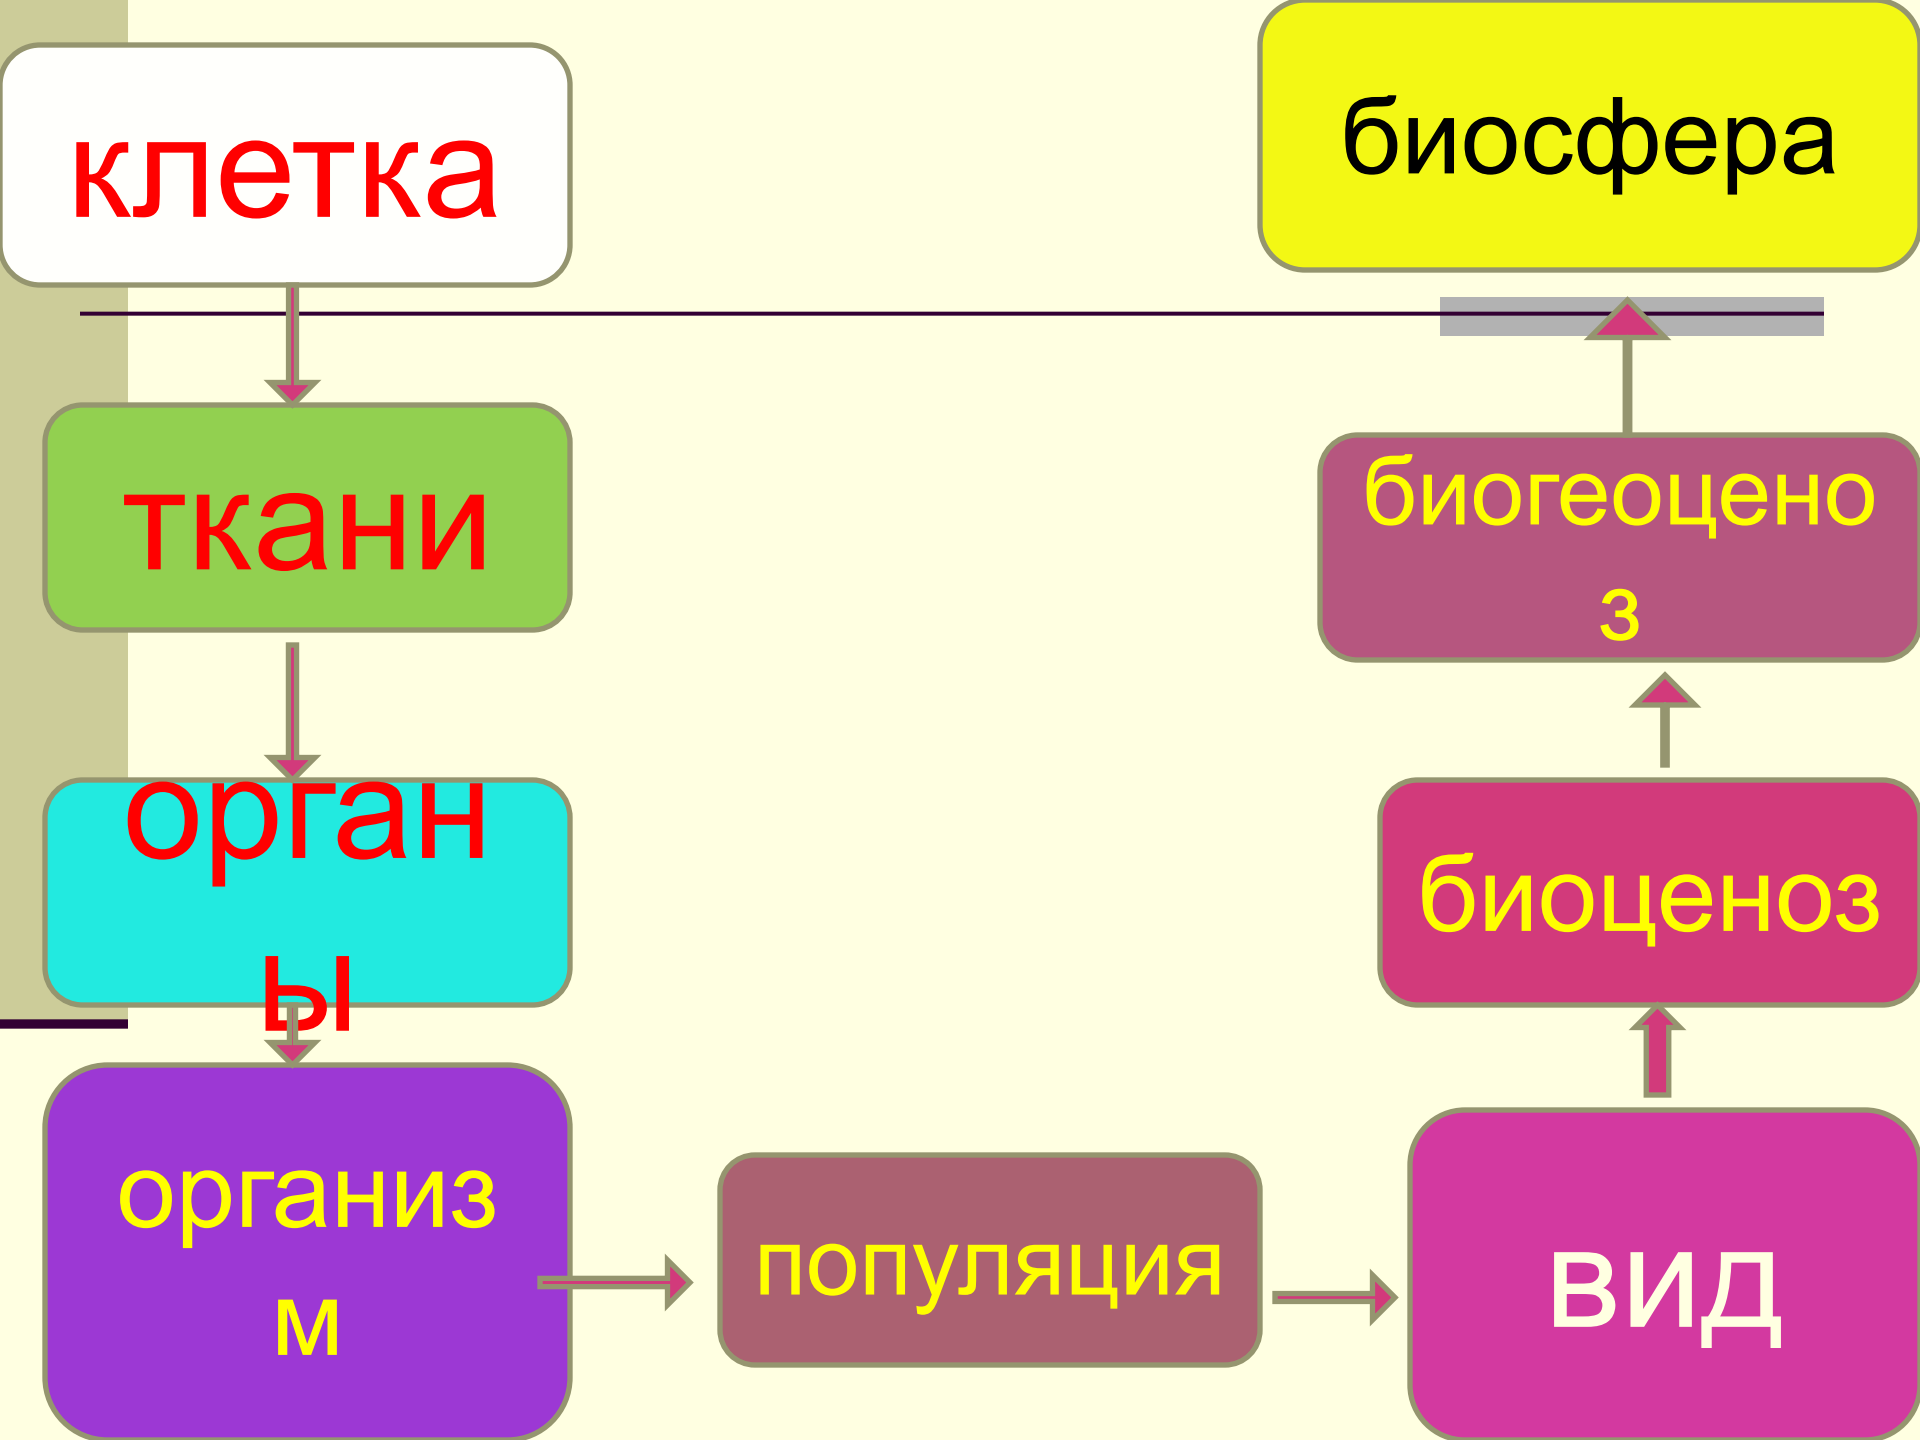 клетка
ткани
орган
ы
организ
м
популяция
вид
биоценоз
биогеоцено
з
биосфера